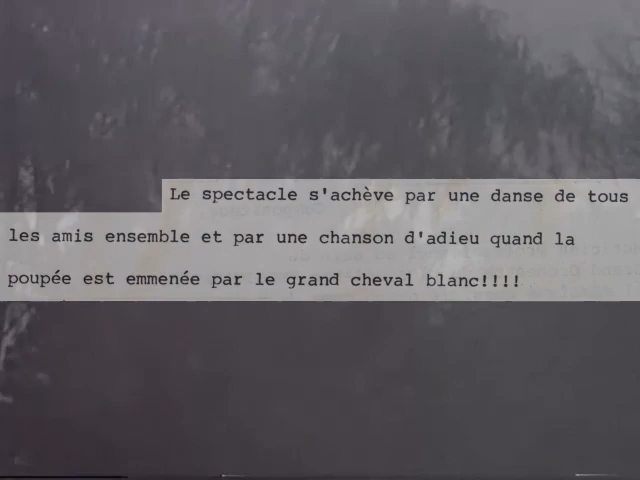 Le spectacle s'achève par une danse de tous
les amis ensemble et par une chanson d'adieu quand la
poupée est emmenée par le grand cheval blanc!!!!